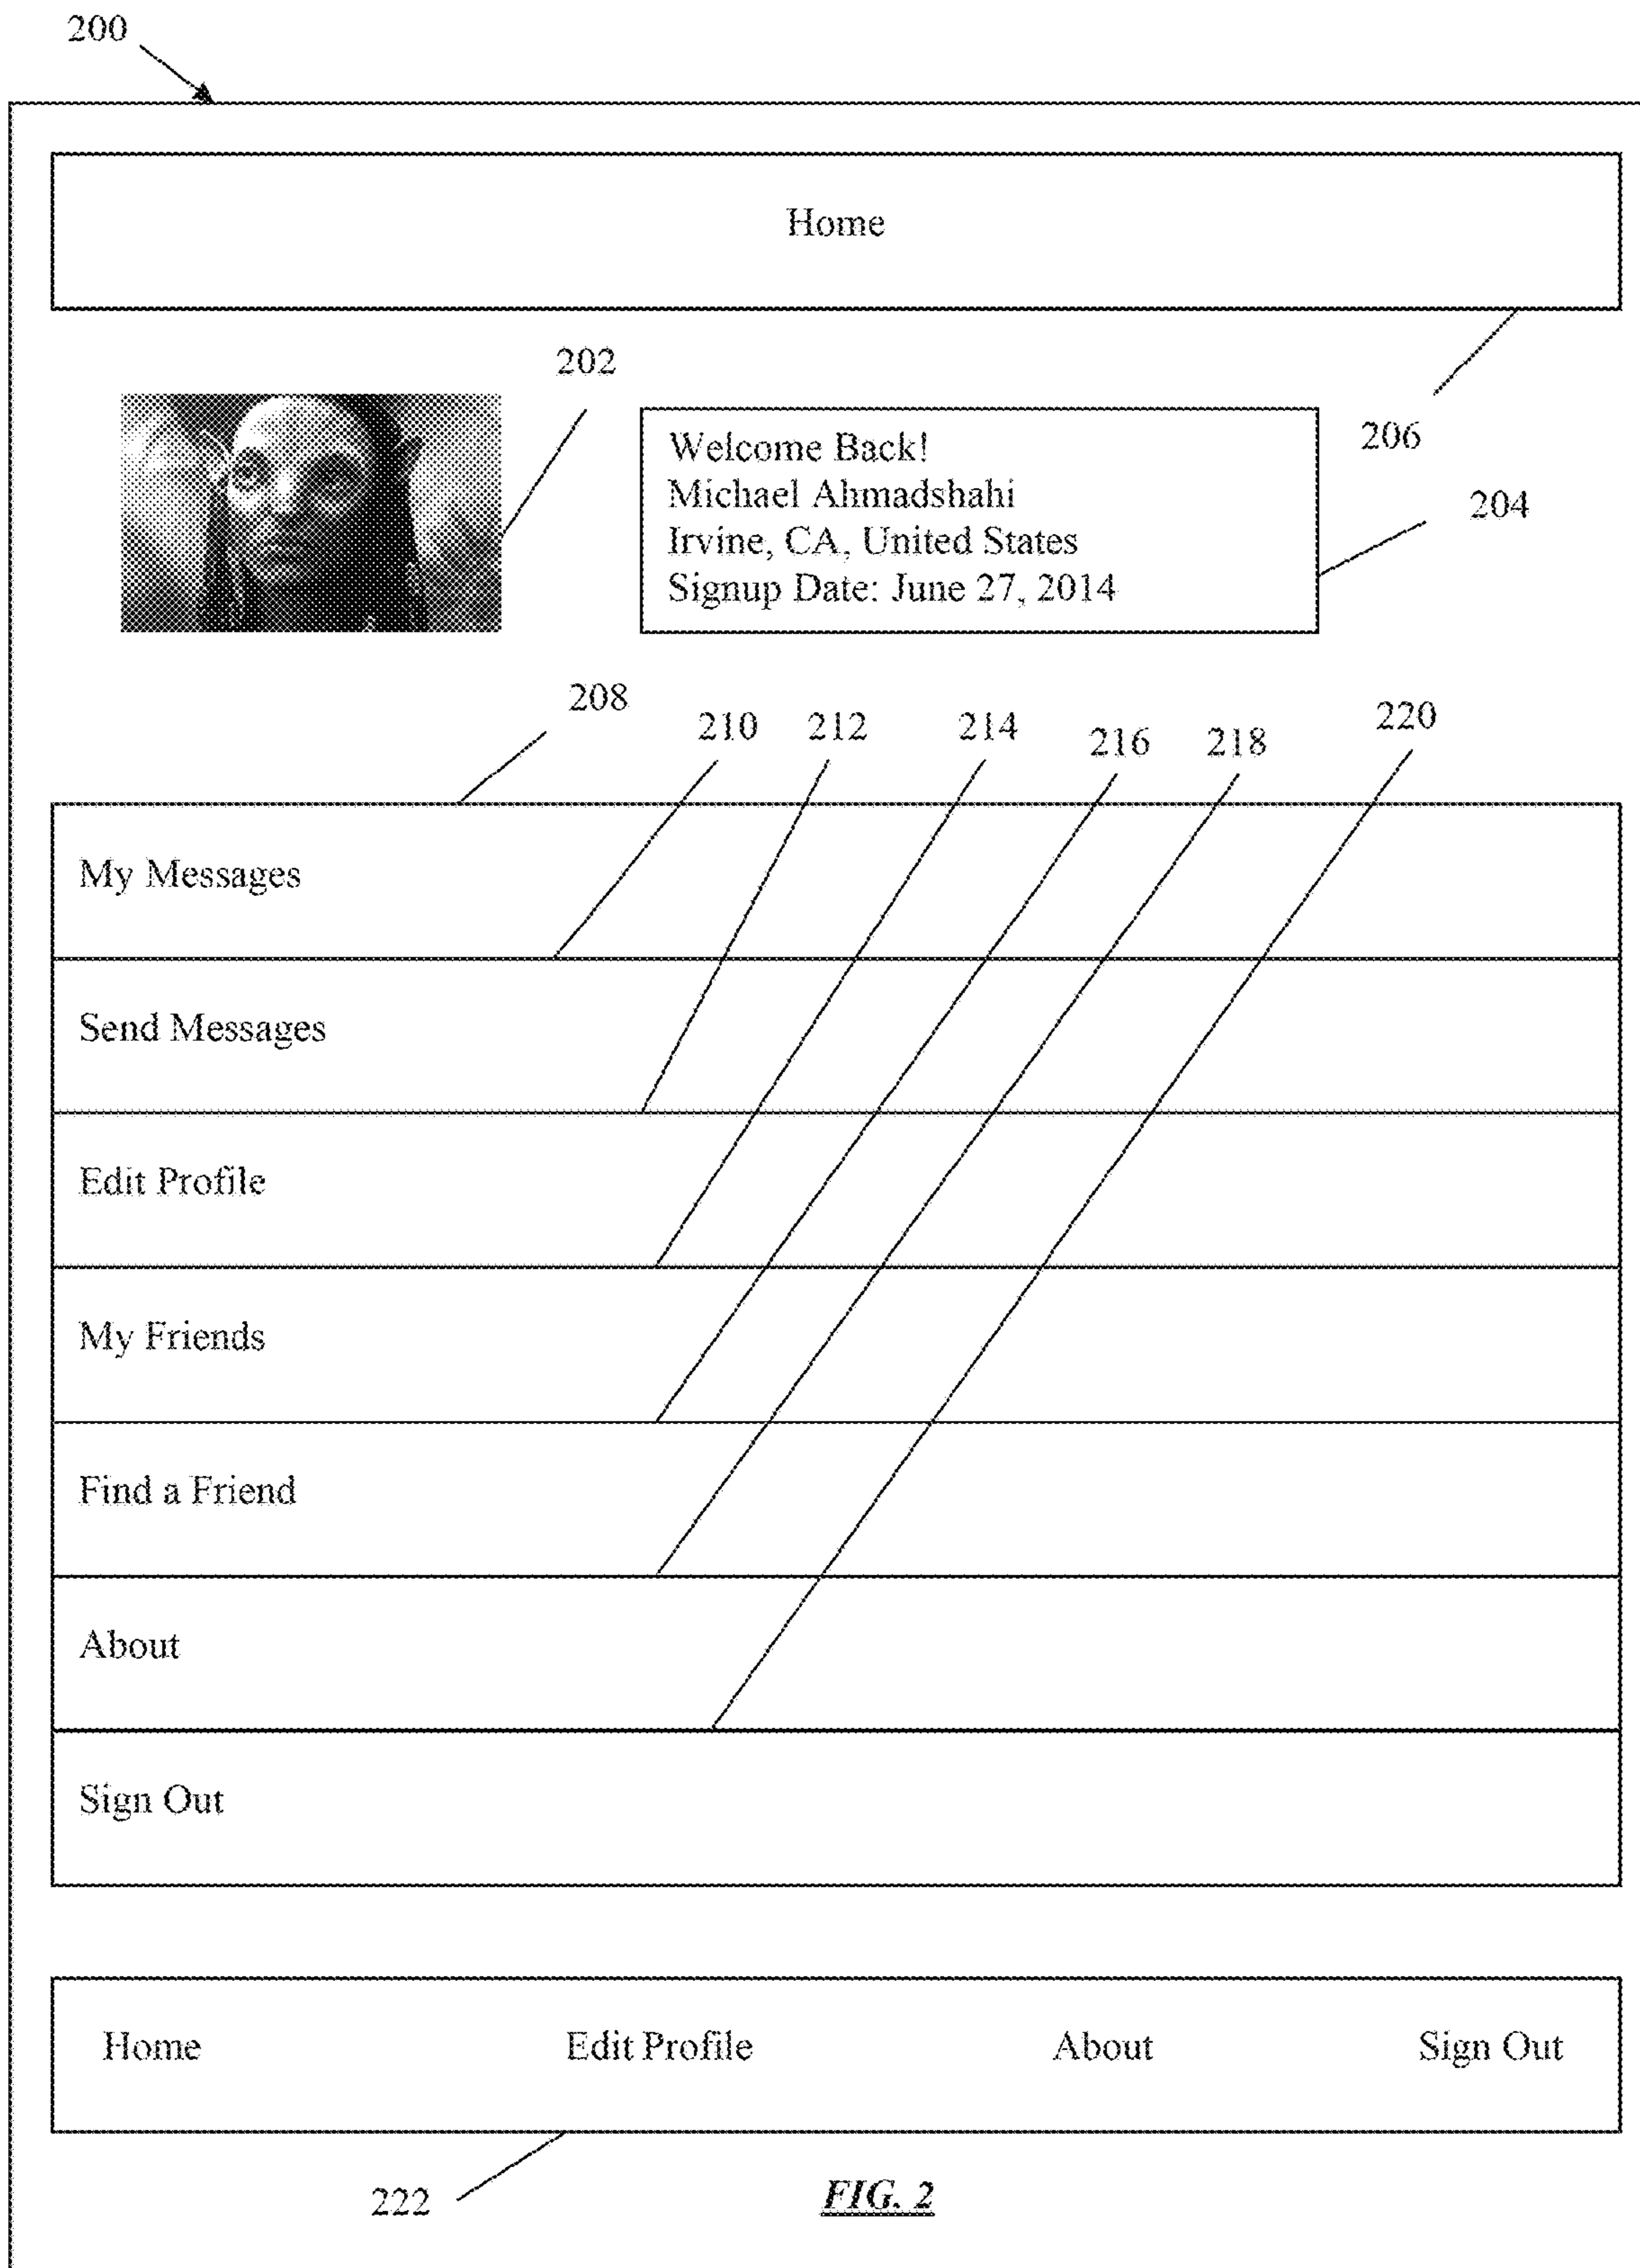 200
Home
202
206
Welcome Back!
Michael Ahmadshahi
Irvine, CA, United States
Signup Date: June 27, 2014
204
208
210
212
214
216
218
220
My Messages
Send Messages
Edit Profile
My Friends
Find a Friend
About
Sign Out
Home Edit Profile About Sign Out
222
FIG. 2